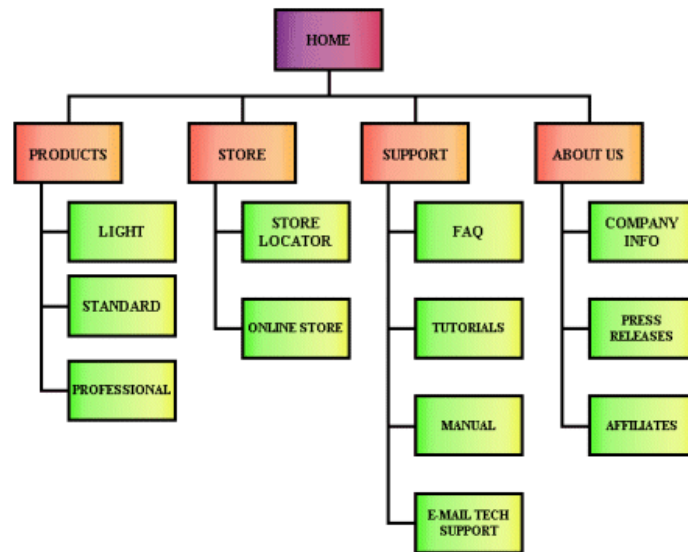 HOME
PRODUCTS
STORE
SUPPORT
ABOUT US
LIGHT
STANDARD
PROFESSIONAL
STORE
LOCATOR
ONLINE STORE
FAQ
TUTORIALS
MANUAL
E-MAIL TECH
SUPPORT
COMPANY
INFO
PRESS
RELEASES
AFFILIATES